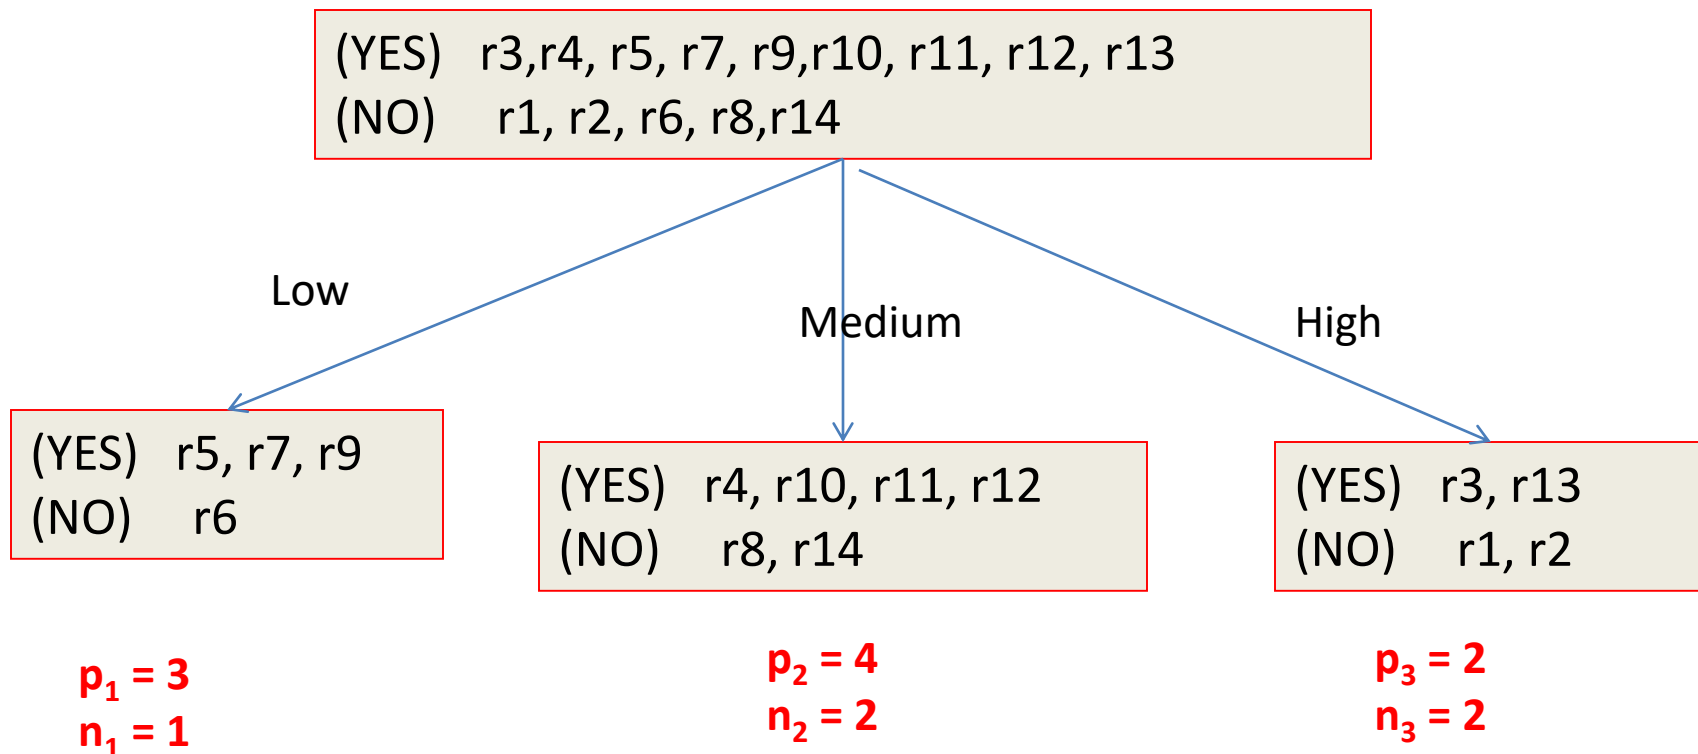 (YES) r3,r4, r5, r7, r9,r10, r11, r12, r13
(NO) r1, r2, r6, r8,r14
Low
Medium
High
(YES) r5, r7, r9
(NO) r6
(YES) r4, r10, r11, r12
(NO) r8, r14
(YES) r3, r13
(NO) r1, r2
p₁ = 3
n₁ = 1
p₂ = 4
n₂ = 2
p₃ = 2
n₃ = 2